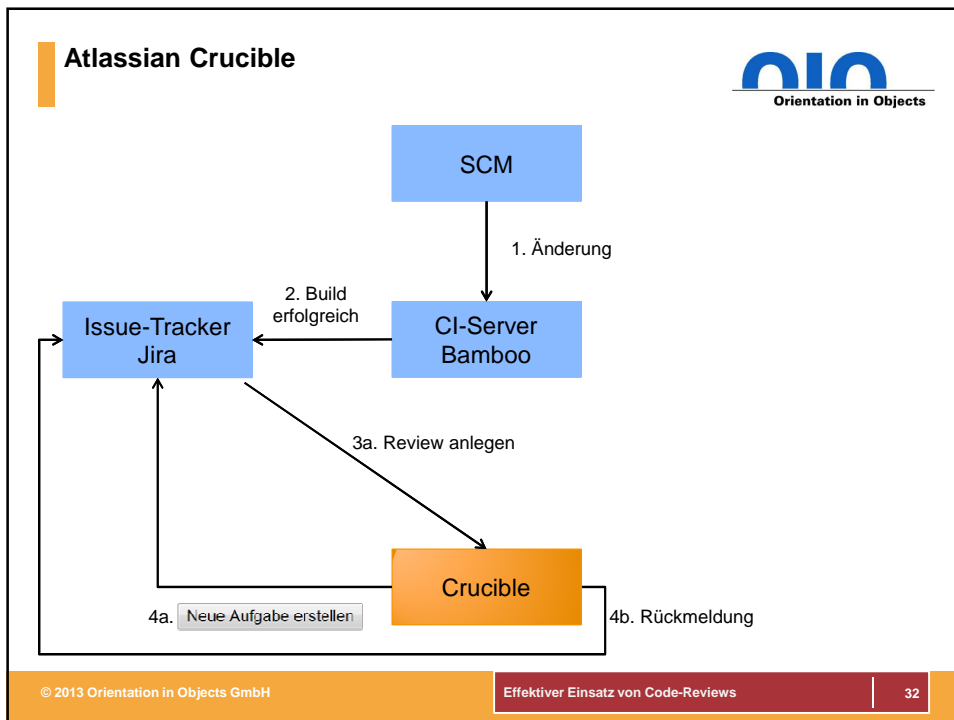 Atlassian Crucible
OIO
Orientation in Objects
SCM
1. Änderung
2. Build
erfolgreich
Issue-Tracker
Jira
CI-Server
Bamboo
3a. Review anlegen
Crucible
4a. Neue Aufgabe erstellen
4b. Rückmeldung
© 2013 Orientation in Objects GmbH
Effektiver Einsatz von Code-Reviews
32